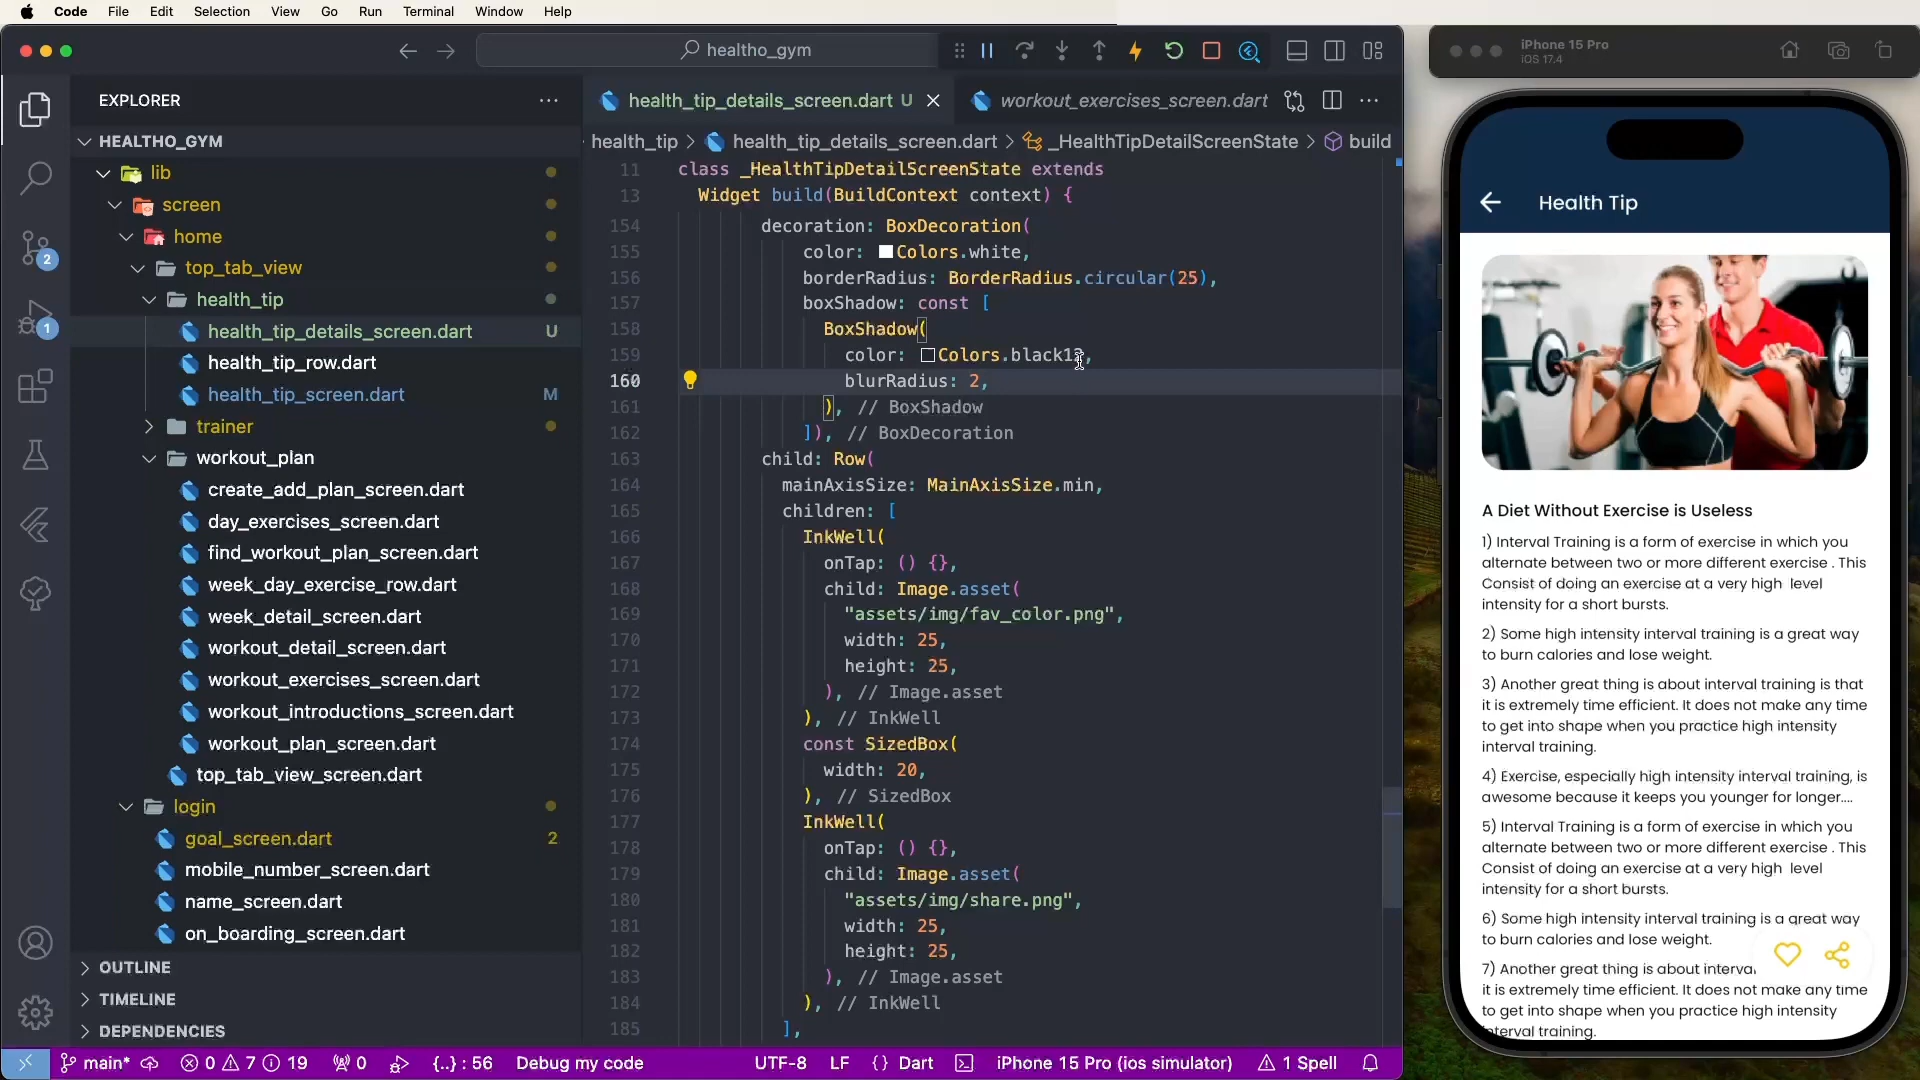 Code File Edit Selection View Go Run Terminal Window Help
healtho_gym
iPhone 15 Pro
iOS 17.4
EXPLORER
health_tip_details_screen.dart U
workout_exercises_screen.dart
HEALTHO_GYM
health_tip > health_tip_details_screen.dart > _HealthTipDetailScreenState > build
lib
screen
home
top_tab_view
health_tip
health_tip_details_screen.dart U
health_tip_row.dart
health_tip_screen.dart M
trainer
workout_plan
create_add_plan_screen.dart
day_exercises_screen.dart
find_workout_plan_screen.dart
week_day_exercise_row.dart
week_detail_screen.dart
workout_detail_screen.dart
workout_exercises_screen.dart
workout_introductions_screen.dart
workout_plan_screen.dart
top_tab_view_screen.dart
login
goal_screen.dart 2
mobile_number_screen.dart
name_screen.dart
on_boarding_screen.dart
OUTLINE
TIMELINE
DEPENDENCIES
2
1
11 class _HealthTipDetailScreenState extends
13 Widget build(BuildContext context) {
154 decoration: BoxDecoration(
155 color: Colors.white,
156 borderRadius: BorderRadius.circular(25),
157 boxShadow: const [
158 BoxShadow(
159 color: Colors.black12,
160 blurRadius: 2,
161 ), // BoxShadow
162 ]), // BoxDecoration
163 child: Row(
164 mainAxisSize: MainAxisSize.min,
165 children: [
166 InkWell(
167 onTap: () {},
168 child: Image.asset(
169 "assets/img/fav_color.png",
170 width: 25,
171 height: 25,
172 ), // Image.asset
173 ), // InkWell
174 const SizedBox(
175 width: 20,
176 ), // SizedBox
177 InkWell(
178 onTap: () {},
179 child: Image.asset(
180 "assets/img/share.png",
181 width: 25,
182 height: 25,
183 ), // Image.asset
184 ), // InkWell
185 ],
Health Tip
A Diet Without Exercise is Useless
1) Interval Training is a form of exercise in which you
alternate between two or more different exercise . This
Consist of doing an exercise at a very high level
intensity for a short bursts.
2) Some high intensity interval training is a great way
to burn calories and lose weight.
3) Another great thing is about interval training is that
it is extremely time efficient. It does not make any time
to get into shape when you practice high intensity
interval training.
4) Exercise, especially high intensity interval training, is
awesome because it keeps you younger for longer....
5) Interval Training is a form of exercise in which you
alternate between two or more different exercise . This
Consist of doing an exercise at a very high level
intensity for a short bursts.
6) Some high intensity interval training is a great way
to burn calories and lose weight.
7) Another great thing is about interval
it is extremely time efficient. It does not make any time
to get into shape when you practice high intensity
interval training.
main* 0 7 19 0 {..} : 56 Debug my code UTF-8 LF {} Dart iPhone 15 Pro (ios simulator) 1 Spell